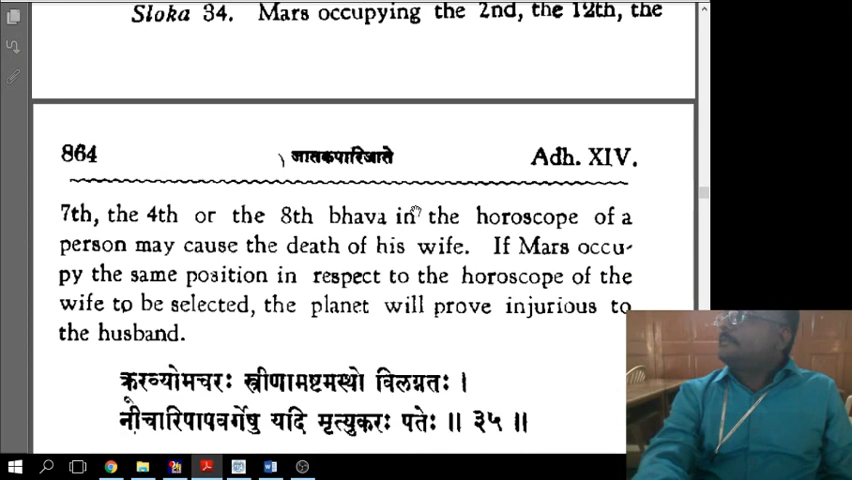 Sloka 34. Mars occupying the 2nd, the 12th, the
864 जातकपारिजाते Adh. XIV.
7th, the 4th or the 8th bhava in the horoscope of a
person may cause the death of his wife. If Mars occu-
py the same position in respect to the horoscope of the
wife to be selected, the planet will prove injurious to
the husband.
क्रूरव्योमचरः स्त्रीणामष्टमस्थो विलग्नतः ।
नीचारिपापवर्गेषु यदि मृत्युकरः पतेः ॥ ३५ ॥